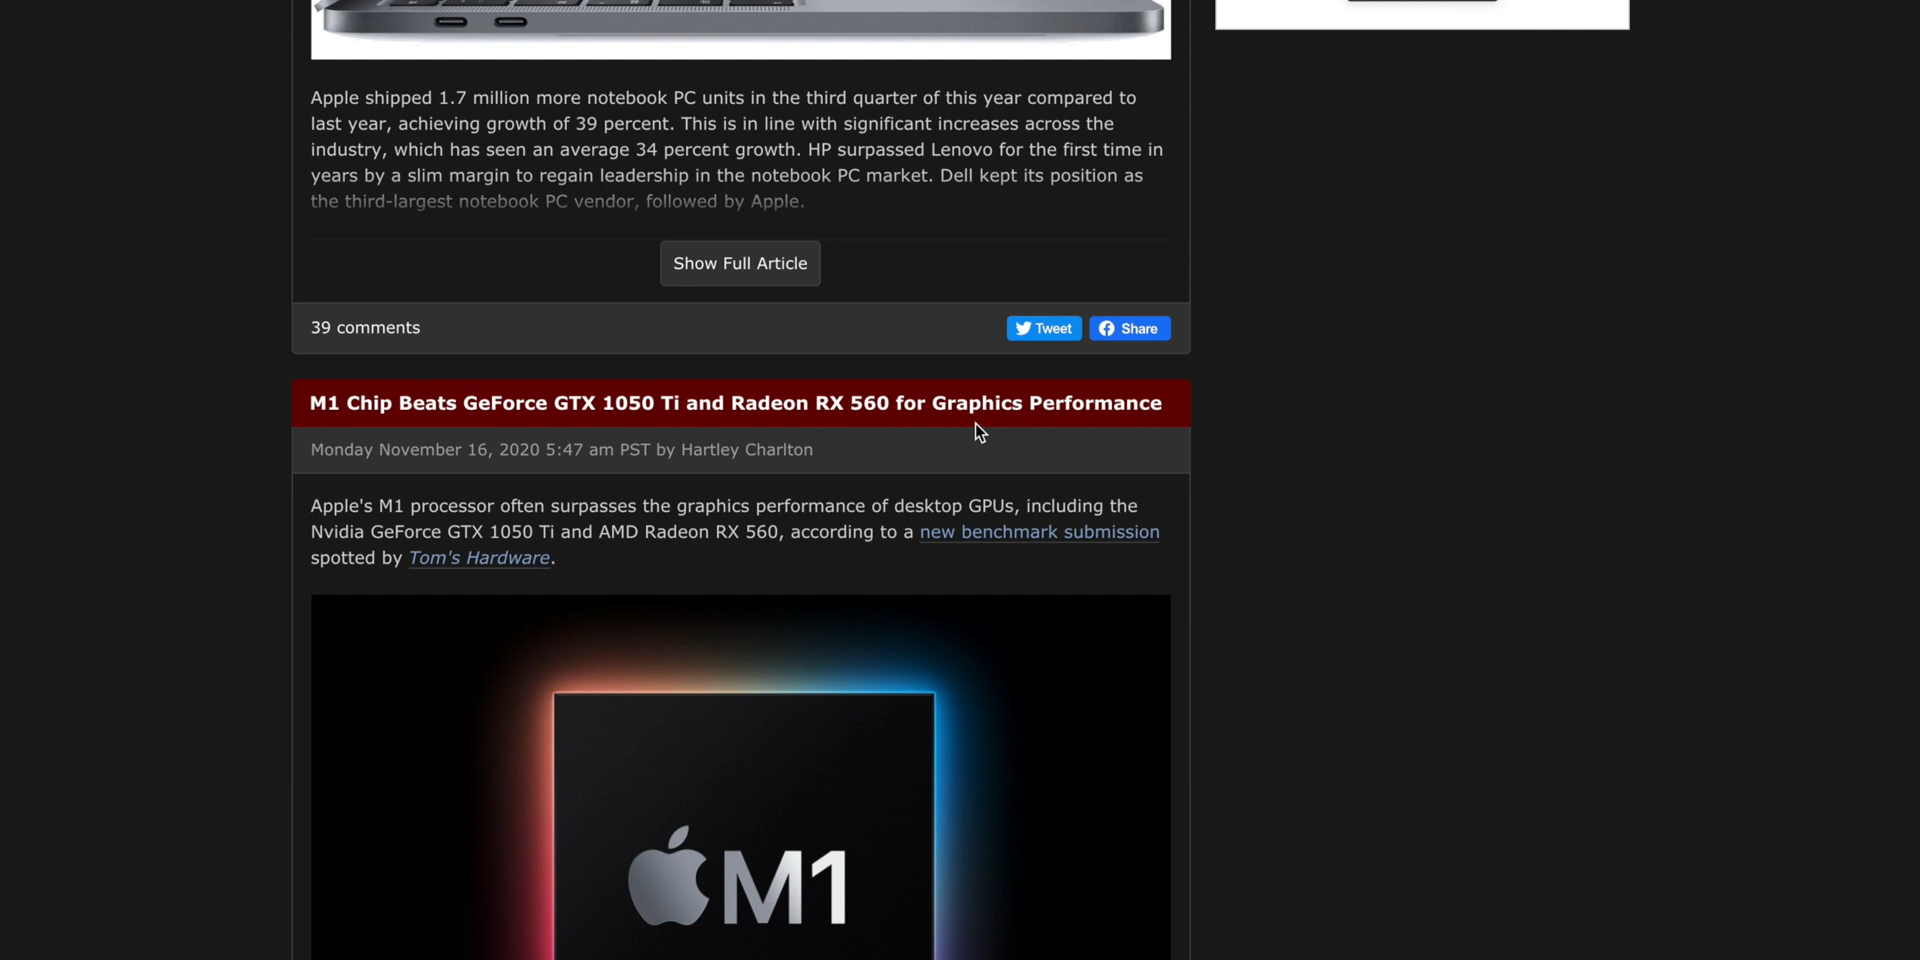 Apple shipped 1.7 million more notebook PC units in the third quarter of this year compared to
last year, achieving growth of 39 percent. This is in line with significant increases across the
industry, which has seen an average 34 percent growth. HP surpassed Lenovo for the first time in
years by a slim margin to regain leadership in the notebook PC market. Dell kept its position as
the third-largest notebook PC vendor, followed by Apple.
Show Full Article
39 comments
Tweet
Share
M1 Chip Beats GeForce GTX 1050 Ti and Radeon RX 560 for Graphics Performance
Monday November 16, 2020 5:47 am PST by Hartley Charlton
Apple's M1 processor often surpasses the graphics performance of desktop GPUs, including the
Nvidia GeForce GTX 1050 Ti and AMD Radeon RX 560, according to a new benchmark submission
spotted by Tom's Hardware.
M1